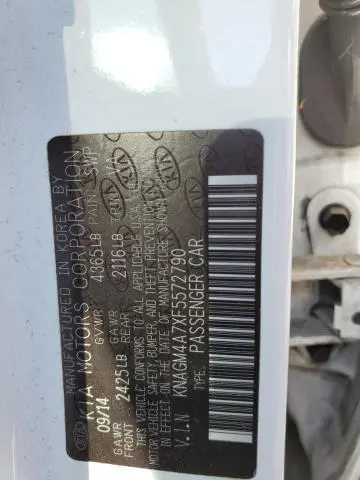 MANUFACTURED IN KOREA BY
KIA MOTORS CORPORATION
09/14 GVWR 4365LB PAINT SWP
GAWR FRONT 2425LB GAWR REAR 2116LB
THIS VEHICLE CONFORMS TO ALL APPLICABLE
MOTOR VEHICLE SAFETY BUMPER, AND THEFT PREVENTION
IN EFFECT ON THE DATE OF MANUFACTURE SHOWN
V.I.N KNAGM4A7XF5572790
TYPE: PASSENGER CAR
KIA